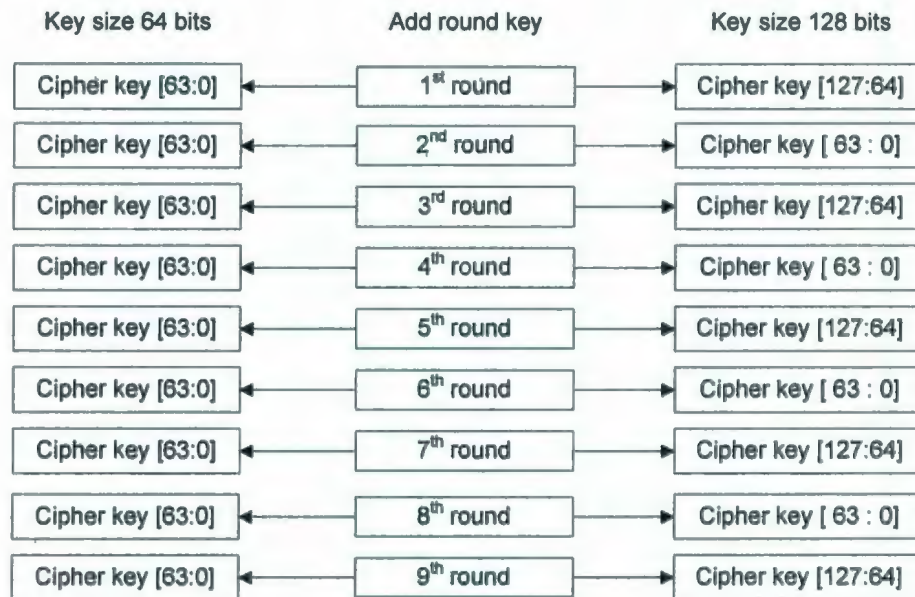 Key size 64 bits Add round key Key size 128 bits
Cipher key [63:0] 1st round Cipher key [127:64]
Cipher key [63:0] 2nd round Cipher key [ 63 : 0]
Cipher key [63:0] 3rd round Cipher key [127:64]
Cipher key [63:0] 4th round Cipher key [ 63 : 0]
Cipher key [63:0] 5th round Cipher key [127:64]
Cipher key [63:0] 6th round Cipher key [ 63 : 0]
Cipher key [63:0] 7th round Cipher key [127:64]
Cipher key [63:0] 8th round Cipher key [ 63 : 0]
Cipher key [63:0] 9th round Cipher key [127:64]